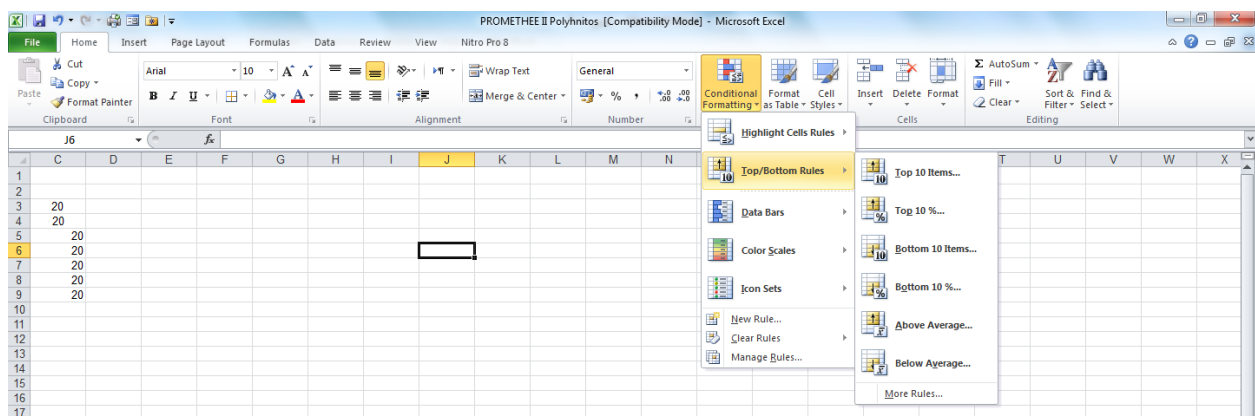 PROMETHEE II Polyhnitos [Compatibility Mode] - Microsoft Excel
File Home Insert Page Layout Formulas Data Review View Nitro Pro 8
Paste
Cut
Copy
Format Painter
Clipboard
Arial 10
B I U
Font
Wrap Text
Merge & Center
Alignment
General
% , .00
Number
Conditional Formatting
Format as Table
Cell Styles
Insert Delete Format
Cells
Σ AutoSum
Fill
Clear
Sort & Filter
Find & Select
Editing
J6 fx
C D E F G H I J K L M N T U V W X
1
2
3 20
4 20
5 20
6 20
7 20
8 20
9 20
10
11
12
13
14
15
16
17
Highlight Cells Rules
Top/Bottom Rules
Data Bars
Color Scales
Icon Sets
New Rule...
Clear Rules
Manage Rules...
Top 10 Items...
Top 10 %...
Bottom 10 Items...
Bottom 10 %...
Above Average...
Below Average...
More Rules...